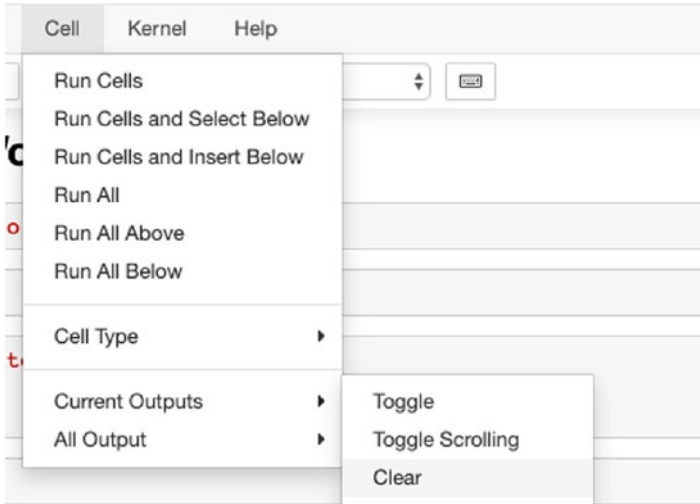 Cell Kernel Help
Run Cells
Run Cells and Select Below
Run Cells and Insert Below
Run All
Run All Above
Run All Below
Cell Type
Current Outputs
All Output
Toggle
Toggle Scrolling
Clear